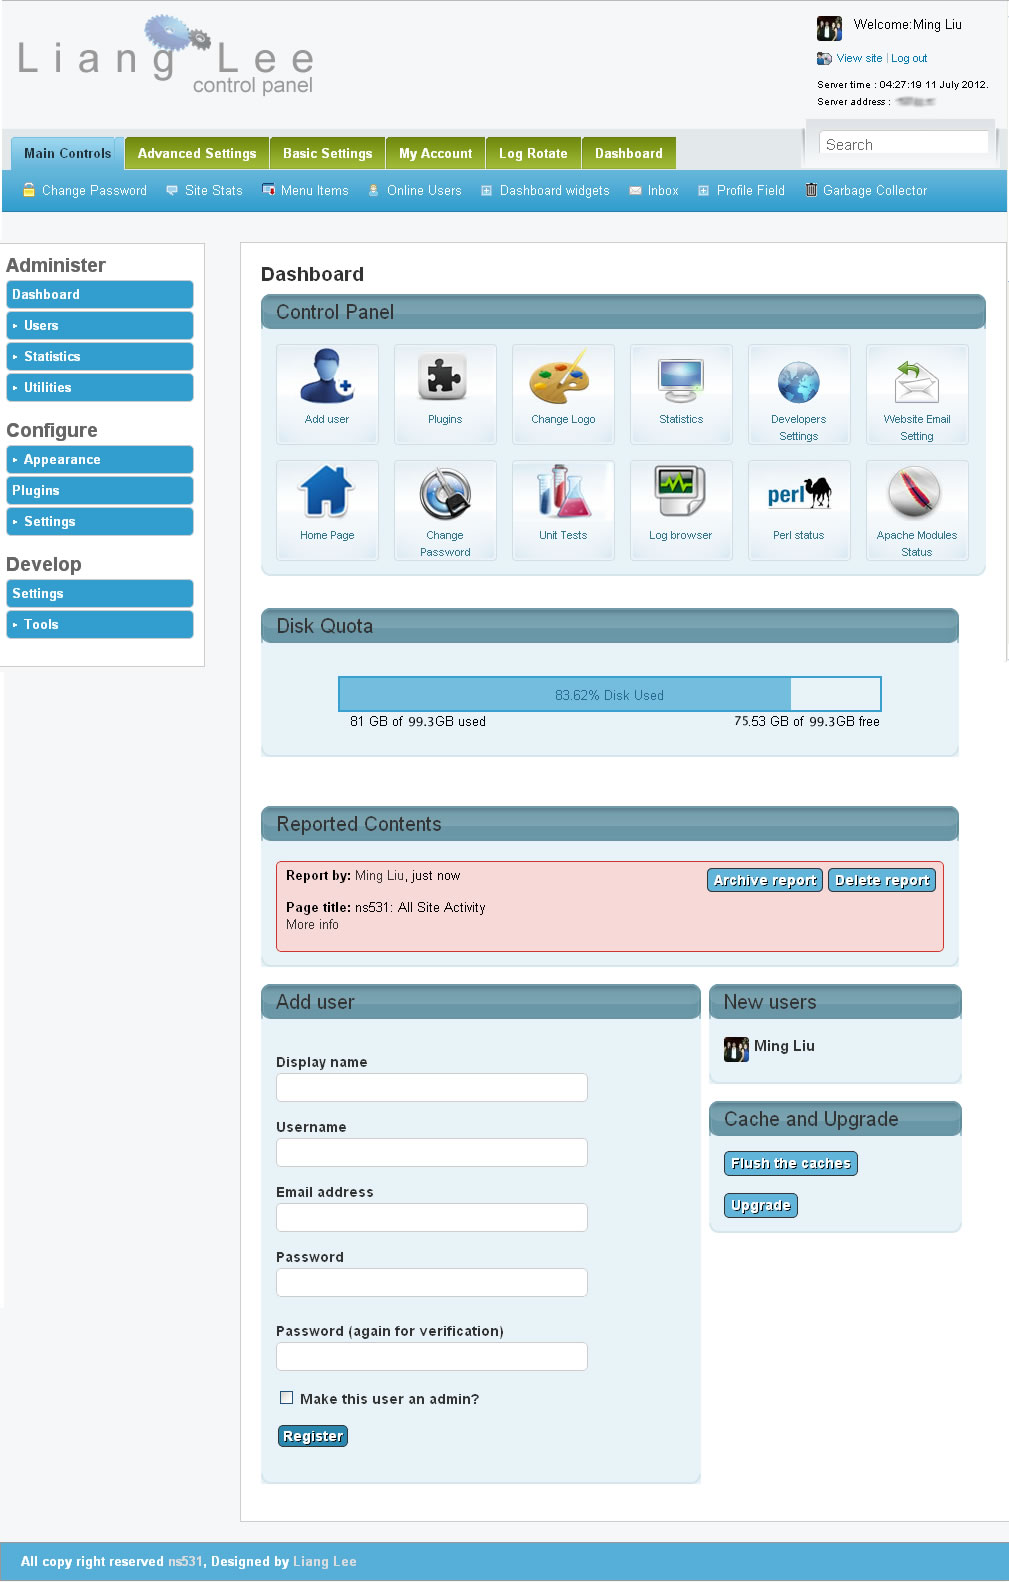 Liang Lee
control panel
Welcome:Ming Liu
View site | Log out
Server time : 04:27:19 11 July 2012.
Server address :
Main Controls Advanced Settings Basic Settings My Account Log Rotate Dashboard
Search
Change Password Site Stats Menu Items Online Users Dashboard widgets Inbox Profile Field Garbage Collector
Administer
Dashboard
Users
Statistics
Utilities
Configure
Appearance
Plugins
Settings
Develop
Settings
Tools
Dashboard
Control Panel
Add user Plugins Change Logo Statistics Developers Settings Website Email Setting
perl
Home Page Change Password Unit Tests Log browser Perl status Apache Modules Status
Disk Quota
83.62% Disk Used
81 GB of 99.3GB used 75.53 GB of 99.3GB free
Reported Contents
Report by: Ming Liu, just now
Archive report Delete report
Page title: ns531: All Site Activity
More info
Add user
Display name
Username
Email address
Password
Password (again for verification)
Make this user an admin?
Register
New users
Ming Liu
Cache and Upgrade
Flush the caches
Upgrade
All copy right reserved ns531, Designed by Liang Lee